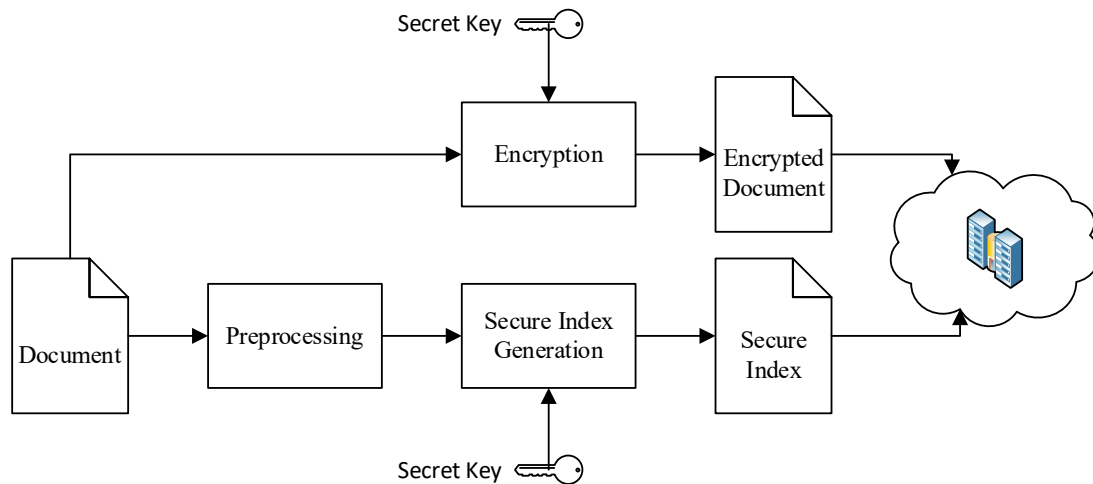 Secret Key
Encryption
Encrypted
Document
Document
Preprocessing
Secure Index
Generation
Secure
Index
Secret Key